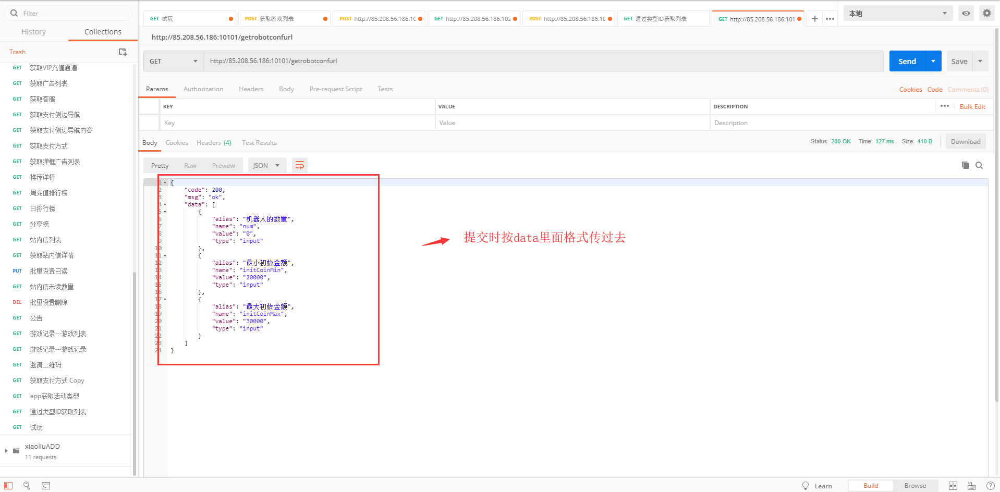 Filter
History
Collections
Trash
GET 获取VIP充值通道
GET 获取广告列表
GET 获取客服
GET 获取支付侧边导航
GET 获取支付侧边导航内容
GET 获取支付方式
GET 获取弹框广告列表
GET 推荐详情
GET 周充值排行榜
GET 日排行榜
GET 分享榜
GET 站内信列表
GET 获取站内信详情
PUT 批量设置已读
GET 站内信未读数量
DEL 批量设置删除
GET 公告
GET 游戏记录---游戏列表
GET 游戏记录---游戏记录
GET 邀请二维码
GET 获取支付方式 Copy
GET app获取活动类型
GET 通过类型ID获取列表
GET 试玩
xiaoliuADD
11 requests
GET 试玩
POST 获取游戏列表
POST http://85.208.56.186:10
GET http://85.208.56.186:102
POST http://85.208.56.186:10
GET 通过类型ID获取列表
GET http://85.208.56.186:101
本地
http://85.208.56.186:10101/getrobotconfurl
GET
http://85.208.56.186:10101/getrobotconfurl
Send
Save
Params
Authorization
Headers
Body
Pre-request Script
Tests
Cookies
Code
Comments (0)
KEY
VALUE
DESCRIPTION
Bulk Edit
Key
Value
Description
Body
Cookies
Headers (4)
Test Results
Status: 200 OK
Time: 127 ms
Size: 410 B
Download
Pretty
Raw
Preview
JSON
1 {
2 "code": 200,
3 "msg": "ok",
4 "data": [
5 {
6 "alias": "机器人的数量",
7 "name": "num",
8 "value": "0",
9 "type": "input"
10 },
11 {
12 "alias": "最小初始金额",
13 "name": "initCoinMin",
14 "value": "20000",
15 "type": "input"
16 },
17 {
18 "alias": "最大初始金额",
19 "name": "initCoinMax",
20 "value": "30000",
21 "type": "input"
22 }
23 ]
24 }
提交时按data里面格式传过去
Learn
Build
Browse